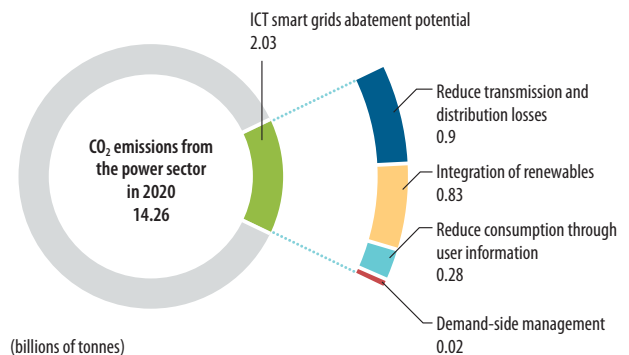 ICT smart grids abatement potential
2.03
CO₂ emissions from
the power sector
in 2020
14.26
Reduce transmission and
distribution losses
0.9
Integration of renewables
0.83
Reduce consumption through
user information
0.28
Demand-side management
0.02
(billions of tonnes)